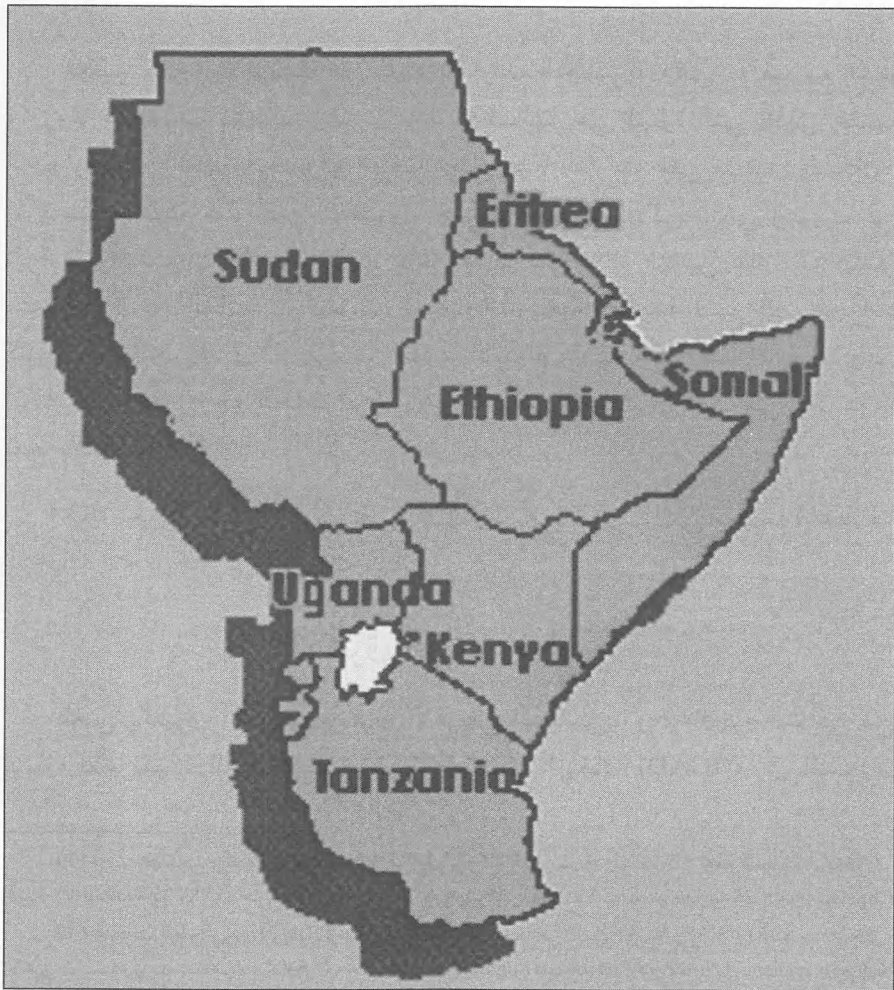 Eritrea
Sudan
Somali
Ethiopia
Uganda
Kenya
Tanzania